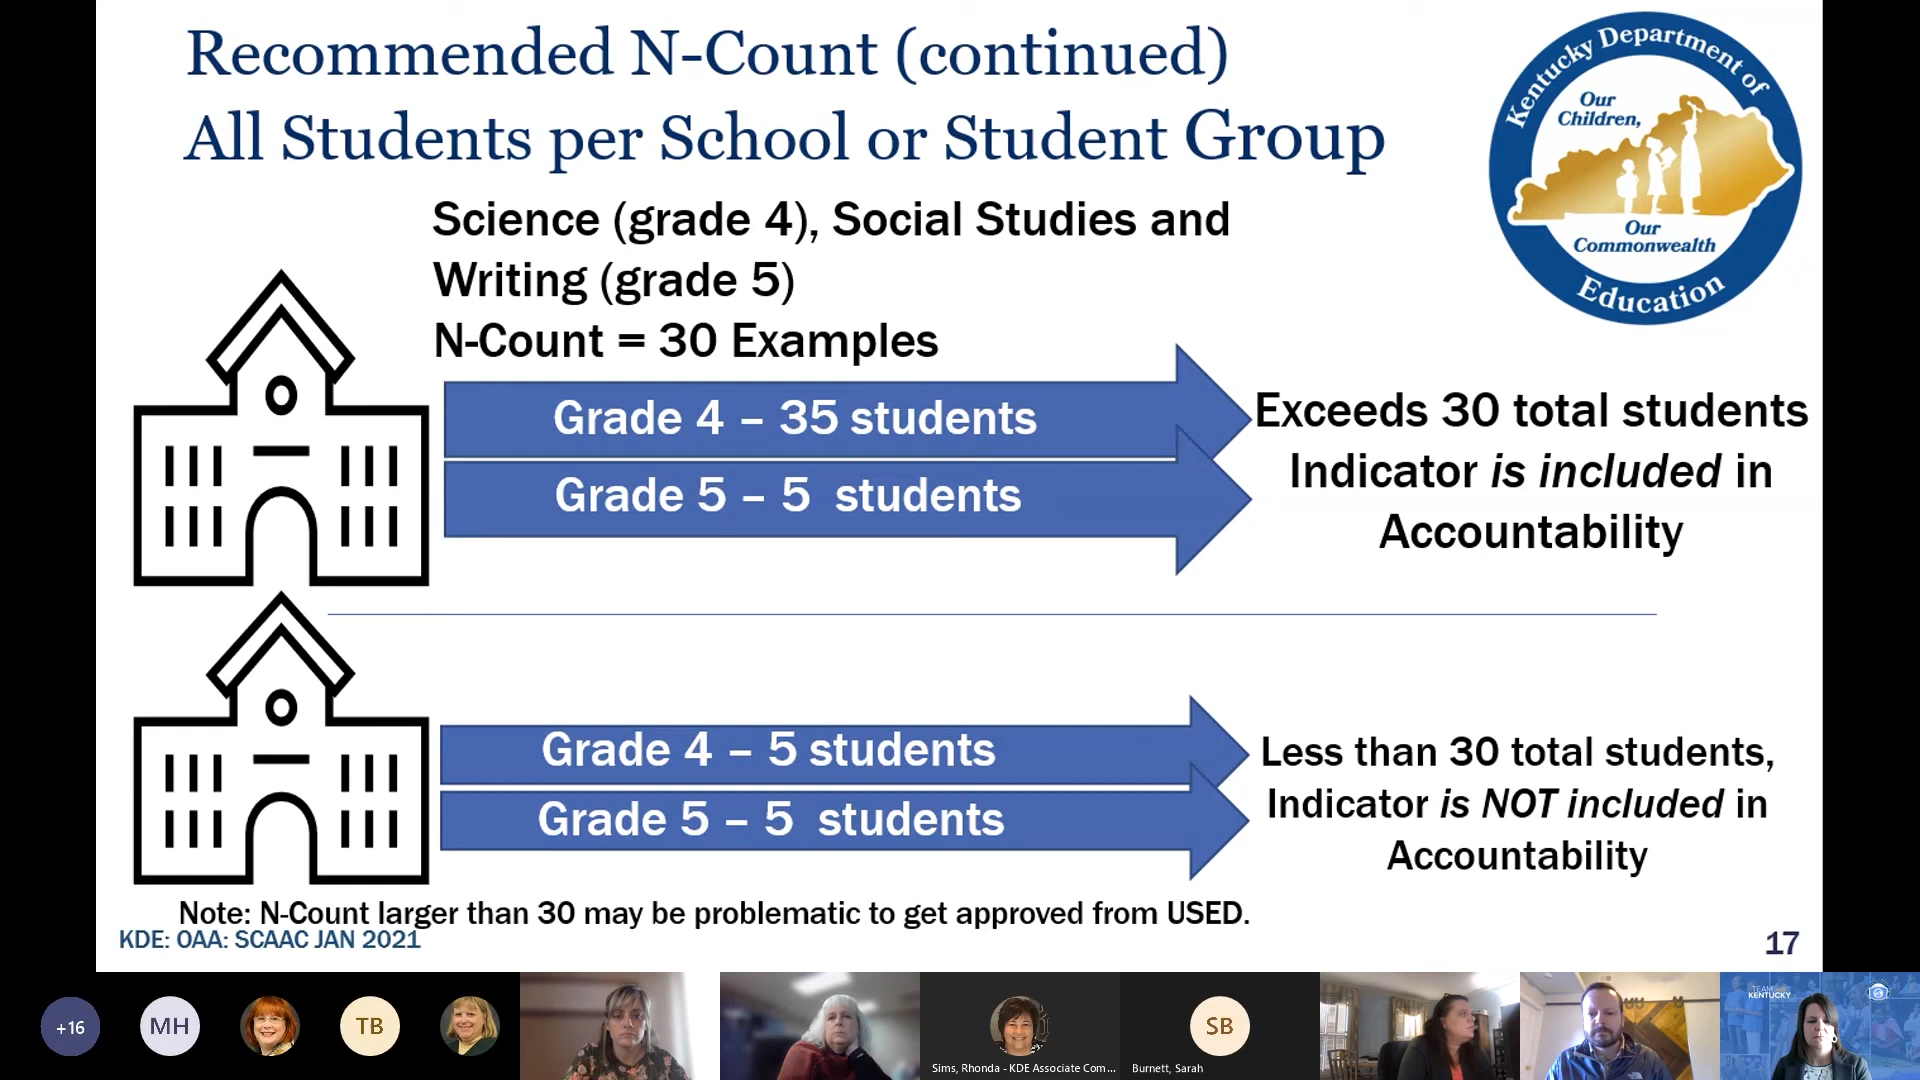 Recommended N-Count (continued)
All Students per School or Student Group
Kentucky Department of
Education
Our
Children,
Our
Commonwealth
Science (grade 4), Social Studies and
Writing (grade 5)
N-Count = 30 Examples
Grade 4 – 35 students
Grade 5 – 5 students
Exceeds 30 total students
Indicator is included in
Accountability
Grade 4 – 5 students
Grade 5 – 5 students
Less than 30 total students,
Indicator is NOT included in
Accountability
Note: N-Count larger than 30 may be problematic to get approved from USED.
KDE: OAA: SCAAC JAN 2021
17
+16
MH
TB
Sims, Rhonda - KDE Associate Com...
SB
Burnett, Sarah
TEAM
KENTUCKY